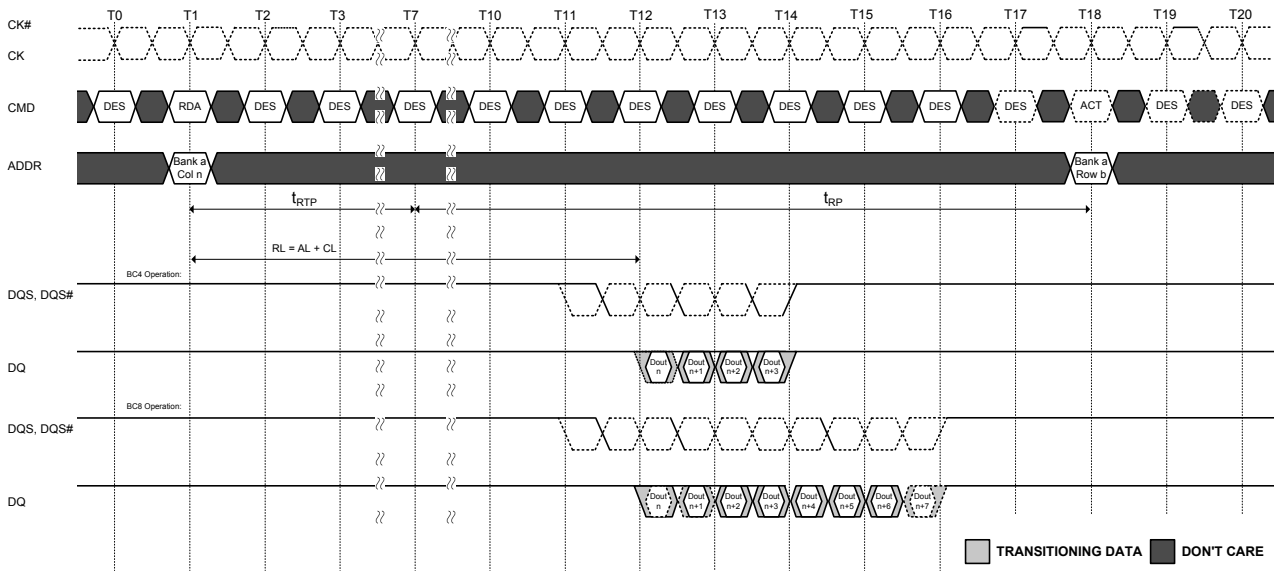 T0 T1 T2 T3 T7 T10 T11 T12 T13 T14 T15 T16 T17 T18 T19 T20
CK#
CK
CMD DES RDA DES DES DES DES DES DES DES DES DES DES DES ACT DES DES
ADDR
Bank a
Col n
Bank a
Row b
tRTP tRP
RL = AL + CL
BC4 Operation:
DQS, DQS#
DQ
Dout
n
Dout
n+1
Dout
n+2
Dout
n+3
BC8 Operation:
DQS, DQS#
DQ
Dout
n
Dout
n+1
Dout
n+2
Dout
n+3
Dout
n+4
Dout
n+5
Dout
n+6
Dout
n+7
TRANSITIONING DATA DON'T CARE